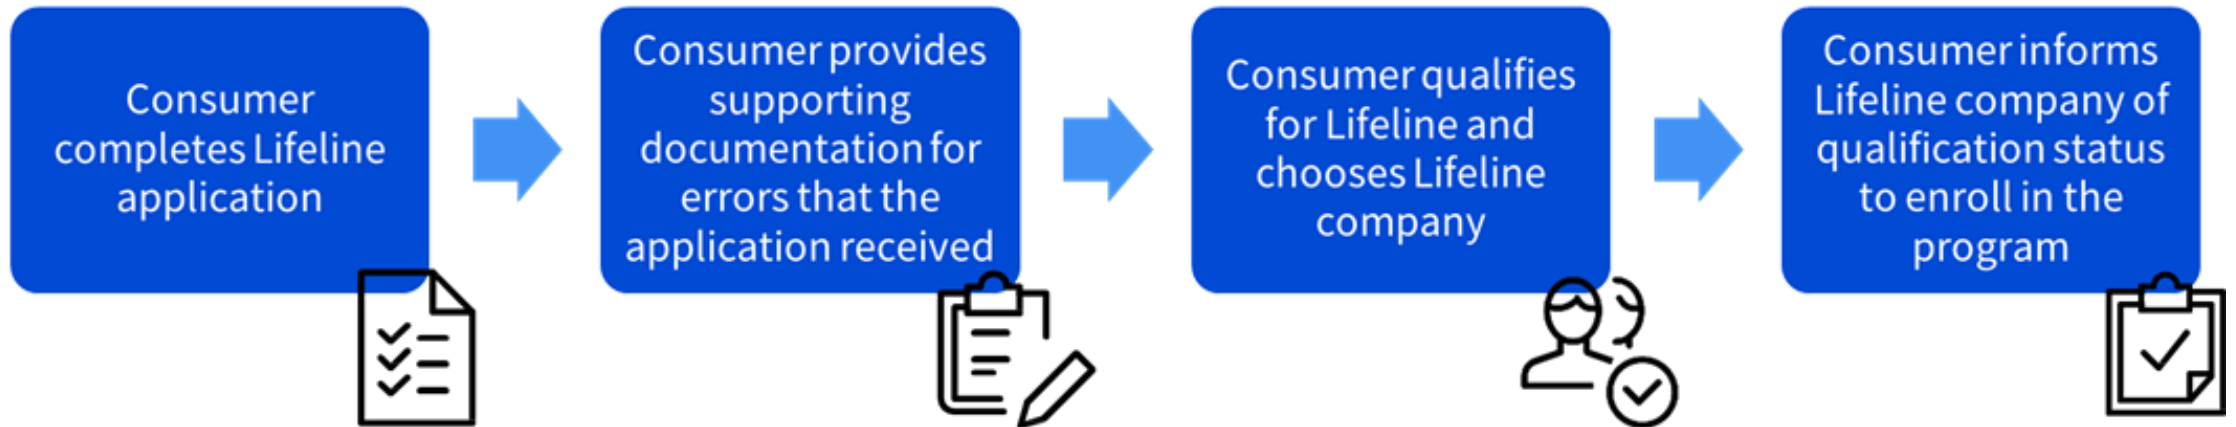 Consumer
completes Lifeline
application
Consumer provides
supporting
documentation for
errors that the
application received
Consumer qualifies
for Lifeline and
chooses Lifeline
company
Consumer informs
Lifeline company of
qualification status
to enroll in the
program